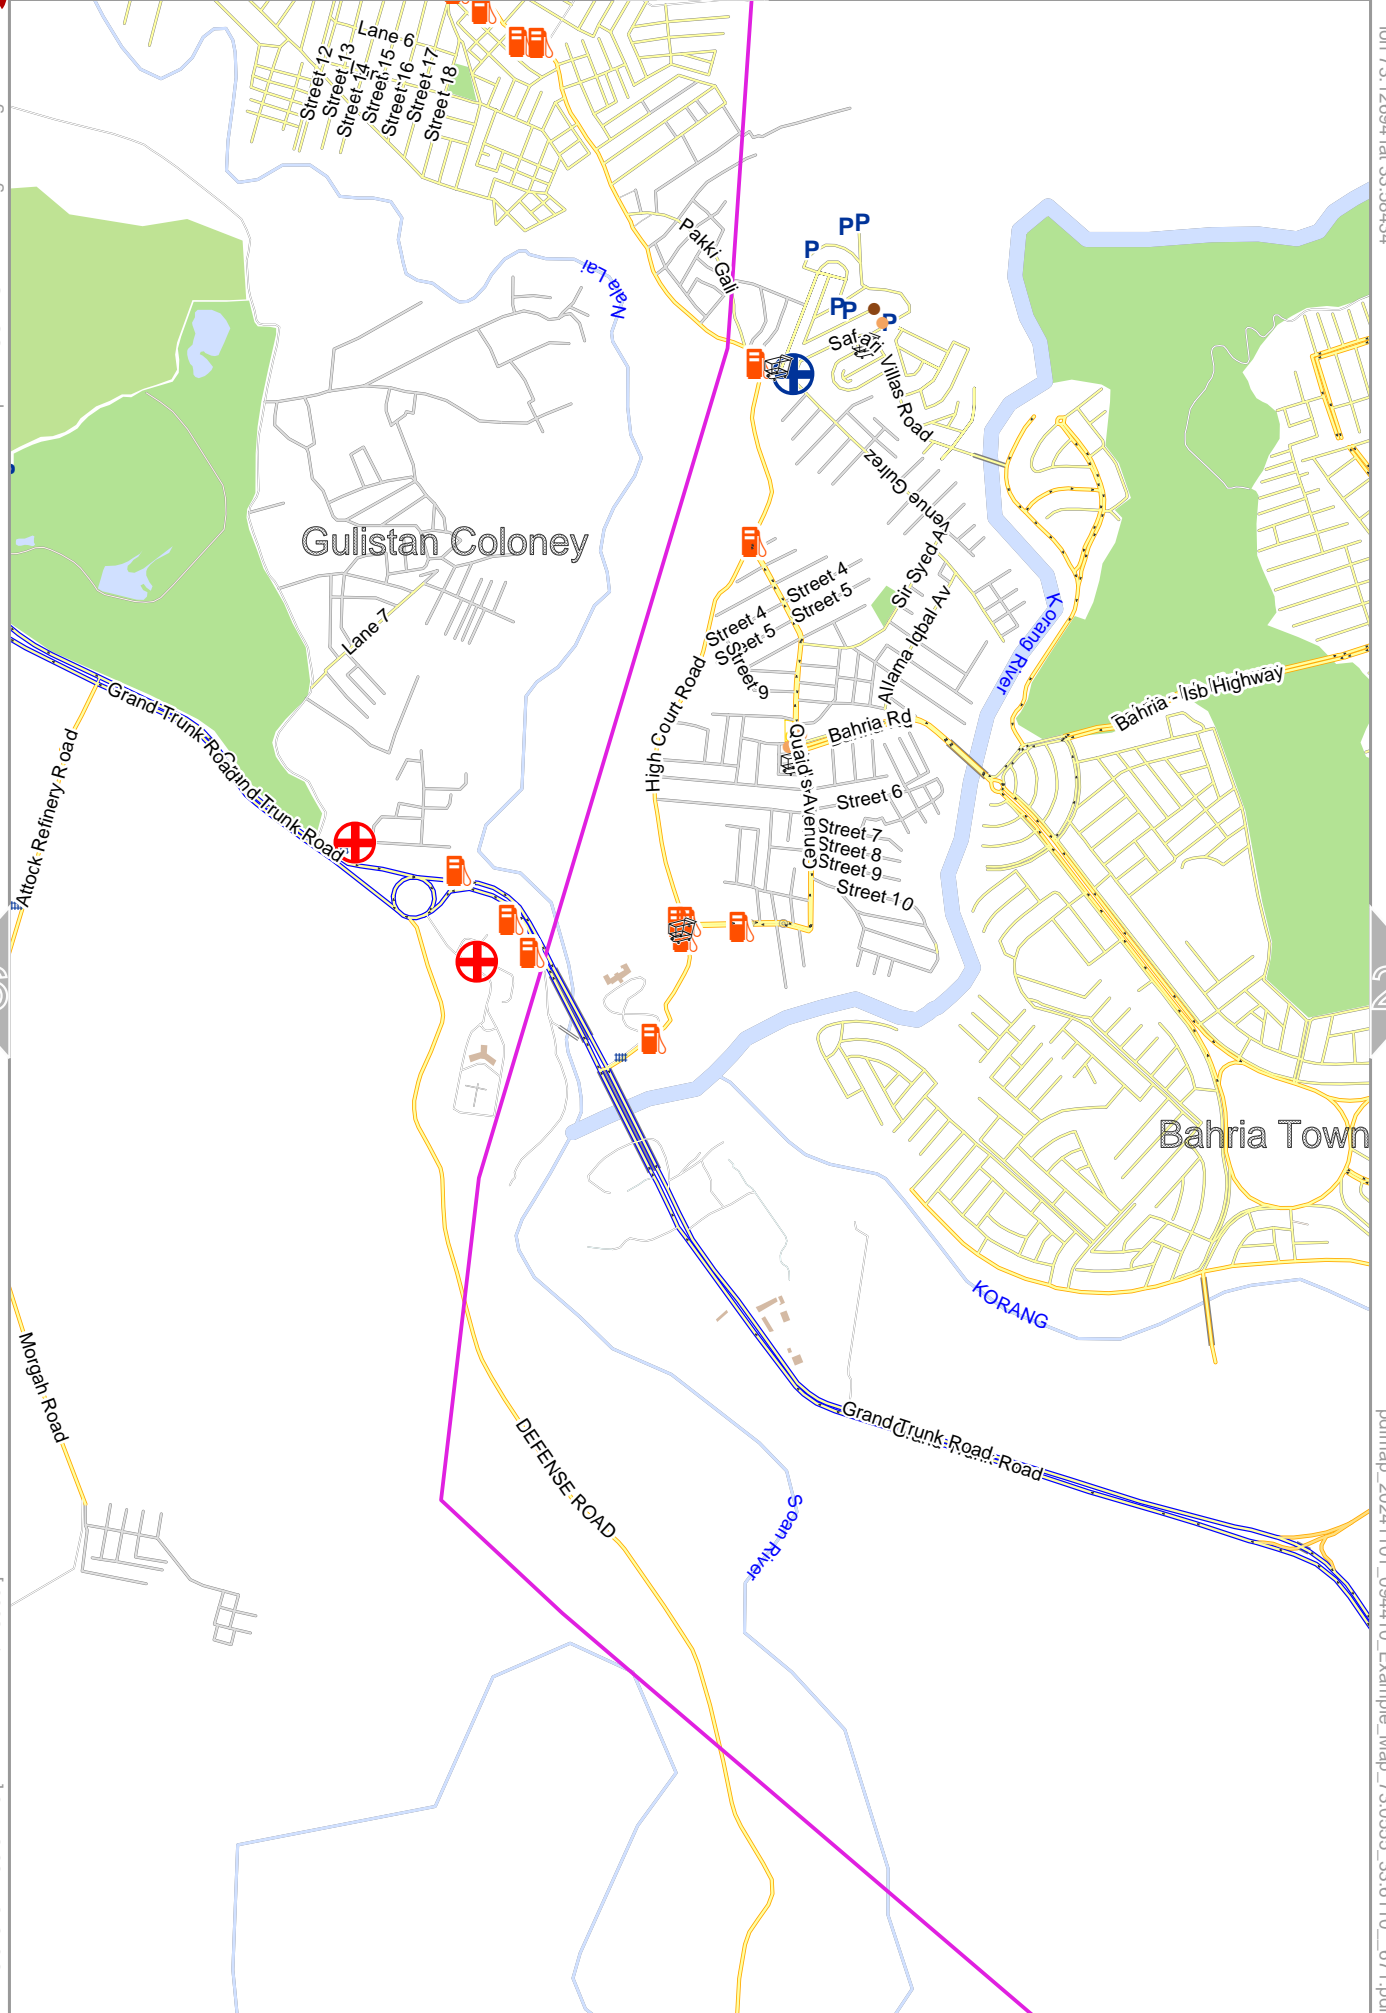 Lane 6
Street 12
Street 13
Street 14
Street 15
Street 16
Street 17
Street 18
Pakki Gali
Nala Lai
P
P
P
P
P
P
Safari Villas Road
Sir Syed Avenue Gulrez
Gulistan Coloney
Lane 7
Street 4
Street 5
Street 4
Street 5
Street 9
Allama Iqbal Av
Korang River
High Court Road
Bahria - Isb Highway
Bahria Rd
Quaid's Avenue
Grand Trunk Road
Grand Trunk Road
Attock Refinery Road
Street 6
Street 7
Street 8
Street 9
Street 10
2
Bahria Town
KORANG
Morgah Road
DEFENSE ROAD
Grand Trunk Road
Soan River